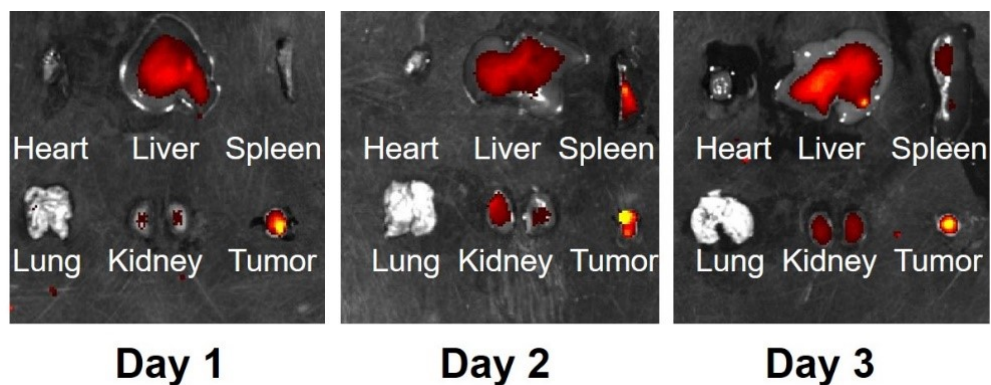 Heart Liver Spleen
Lung Kidney Tumor
Day 1
Heart Liver Spleen
Lung Kidney Tumor
Day 2
Heart Liver Spleen
Lung Kidney Tumor
Day 3